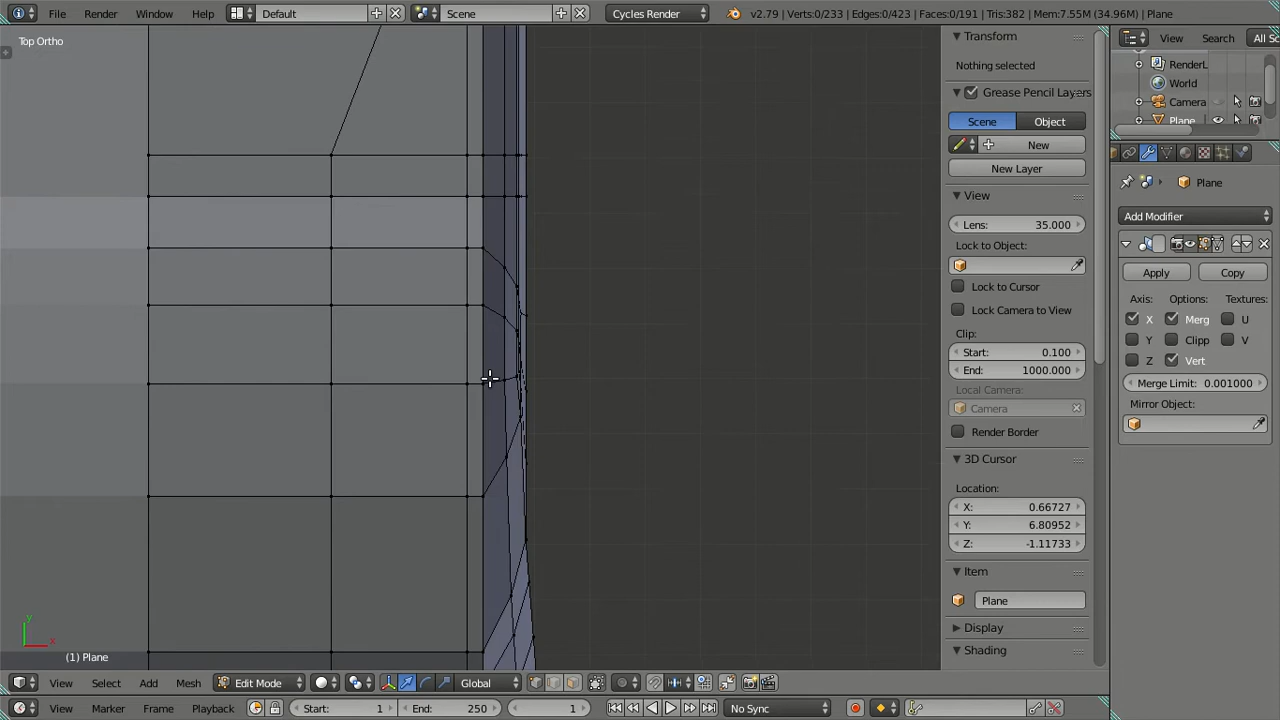 File Render Window Help Default Scene Cycles Render v2.79 | Verts:0/233 | Edges:0/423 | Faces:0/191 | Tris:382 | Mem:7.55M (34.96M) | Plane
Top Ortho
Transform
Nothing selected
Grease Pencil Layers
Scene Object
New
New Layer
View
Lens: 35.000
Lock to Object:
Lock to Cursor
Lock Camera to View
Clip:
Start: 0.100
End: 1000.000
Local Camera:
Camera
Render Border
3D Cursor
Location:
X: 0.66727
Y: 6.80952
Z: -1.11733
Item
Plane
Display
Shading
View Search All Sc
RenderL
World
Camera
Plane
Plane
Add Modifier
Apply Copy
Axis: Options: Textures:
X Merg U
Y Clipp V
Z Vert
Merge Limit: 0.001000
Mirror Object:
y
x
(1) Plane
View Select Add Mesh Edit Mode Global
View Marker Frame Playback Start: 1 End: 250 1 No Sync